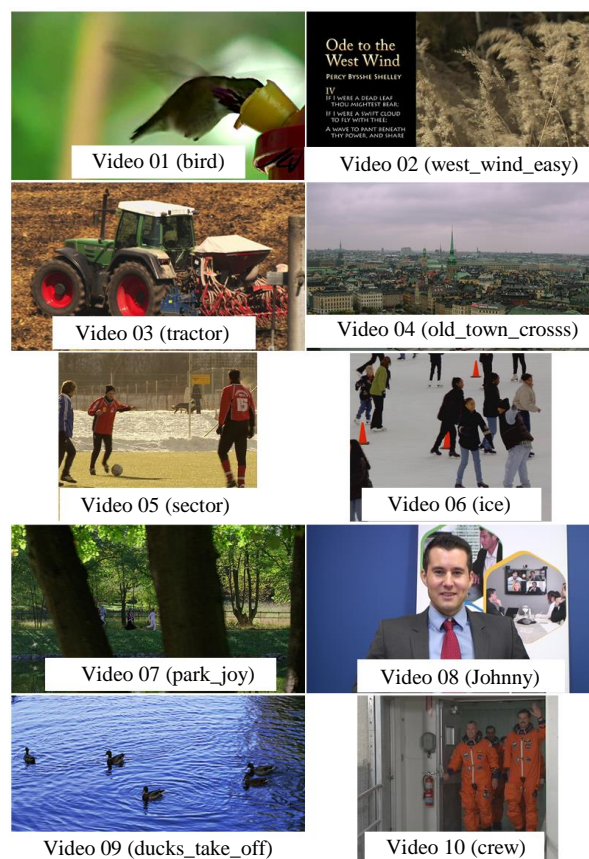 Ode to the
West Wind
PERCY BYSSHE SHELLEY
IV
IF I WERE A DEAD LEAF
THOU MIGHTEST BEAR;
IF I WERE A SWIFT CLOUD
TO FLY WITH THEE;
A WAVE TO PANT BENEATH
THY POWER, AND SHARE
Video 01 (bird)
Video 02 (west_wind_easy)
Video 03 (tractor)
Video 04 (old_town_crosss)
15
Video 05 (sector)
Video 06 (ice)
Video 07 (park_joy)
Video 08 (Johnny)
Video 09 (ducks_take_off)
Video 10 (crew)